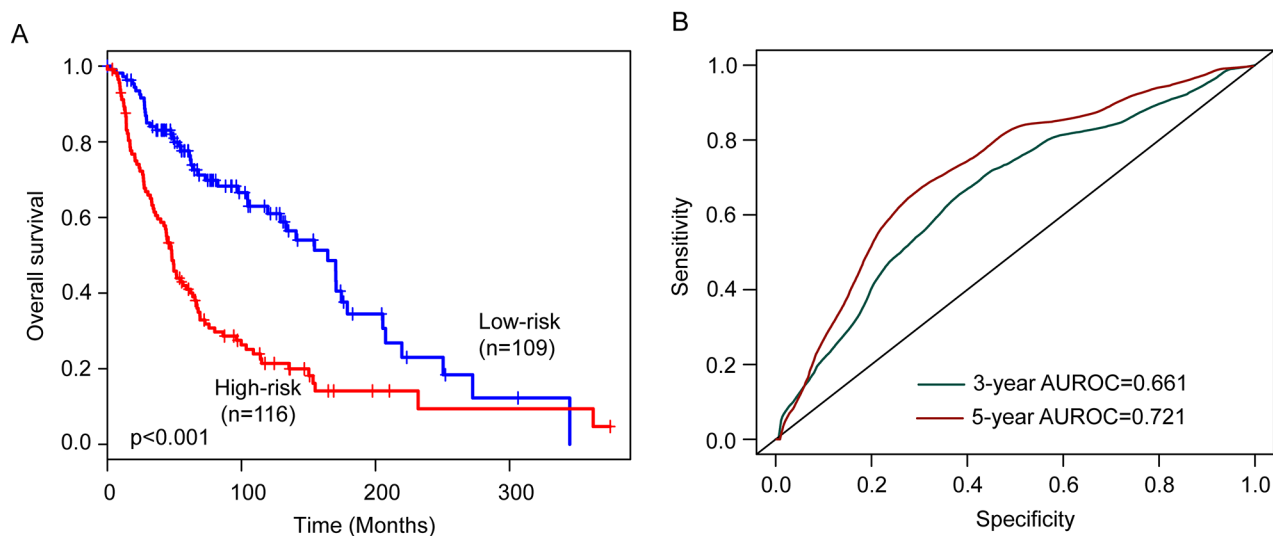 A
Overall survival
1.0
0.8
0.6
0.4
0.2
0.0
Low-risk
(n=109)
High-risk
(n=116)
p<0.001
0 100 200 300
Time (Months)
B
Sensitivity
1.0
0.8
0.6
0.4
0.2
0.0
3-year AUROC=0.661
5-year AUROC=0.721
0.0 0.2 0.4 0.6 0.8 1.0
Specificity